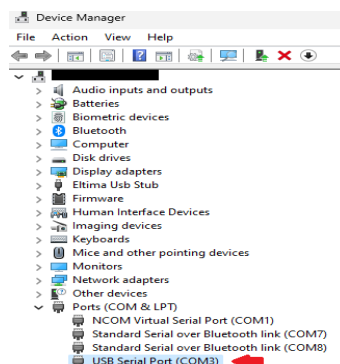 Device Manager
File Action View Help
Audio inputs and outputs
Batteries
Biometric devices
Bluetooth
Computer
Disk drives
Display adapters
Eltima Usb Stub
Firmware
Human Interface Devices
Imaging devices
Keyboards
Mice and other pointing devices
Monitors
Network adapters
Other devices
Ports (COM & LPT)
NCOM Virtual Serial Port (COM1)
Standard Serial over Bluetooth link (COM7)
Standard Serial over Bluetooth link (COM8)
USB Serial Port (COM3)